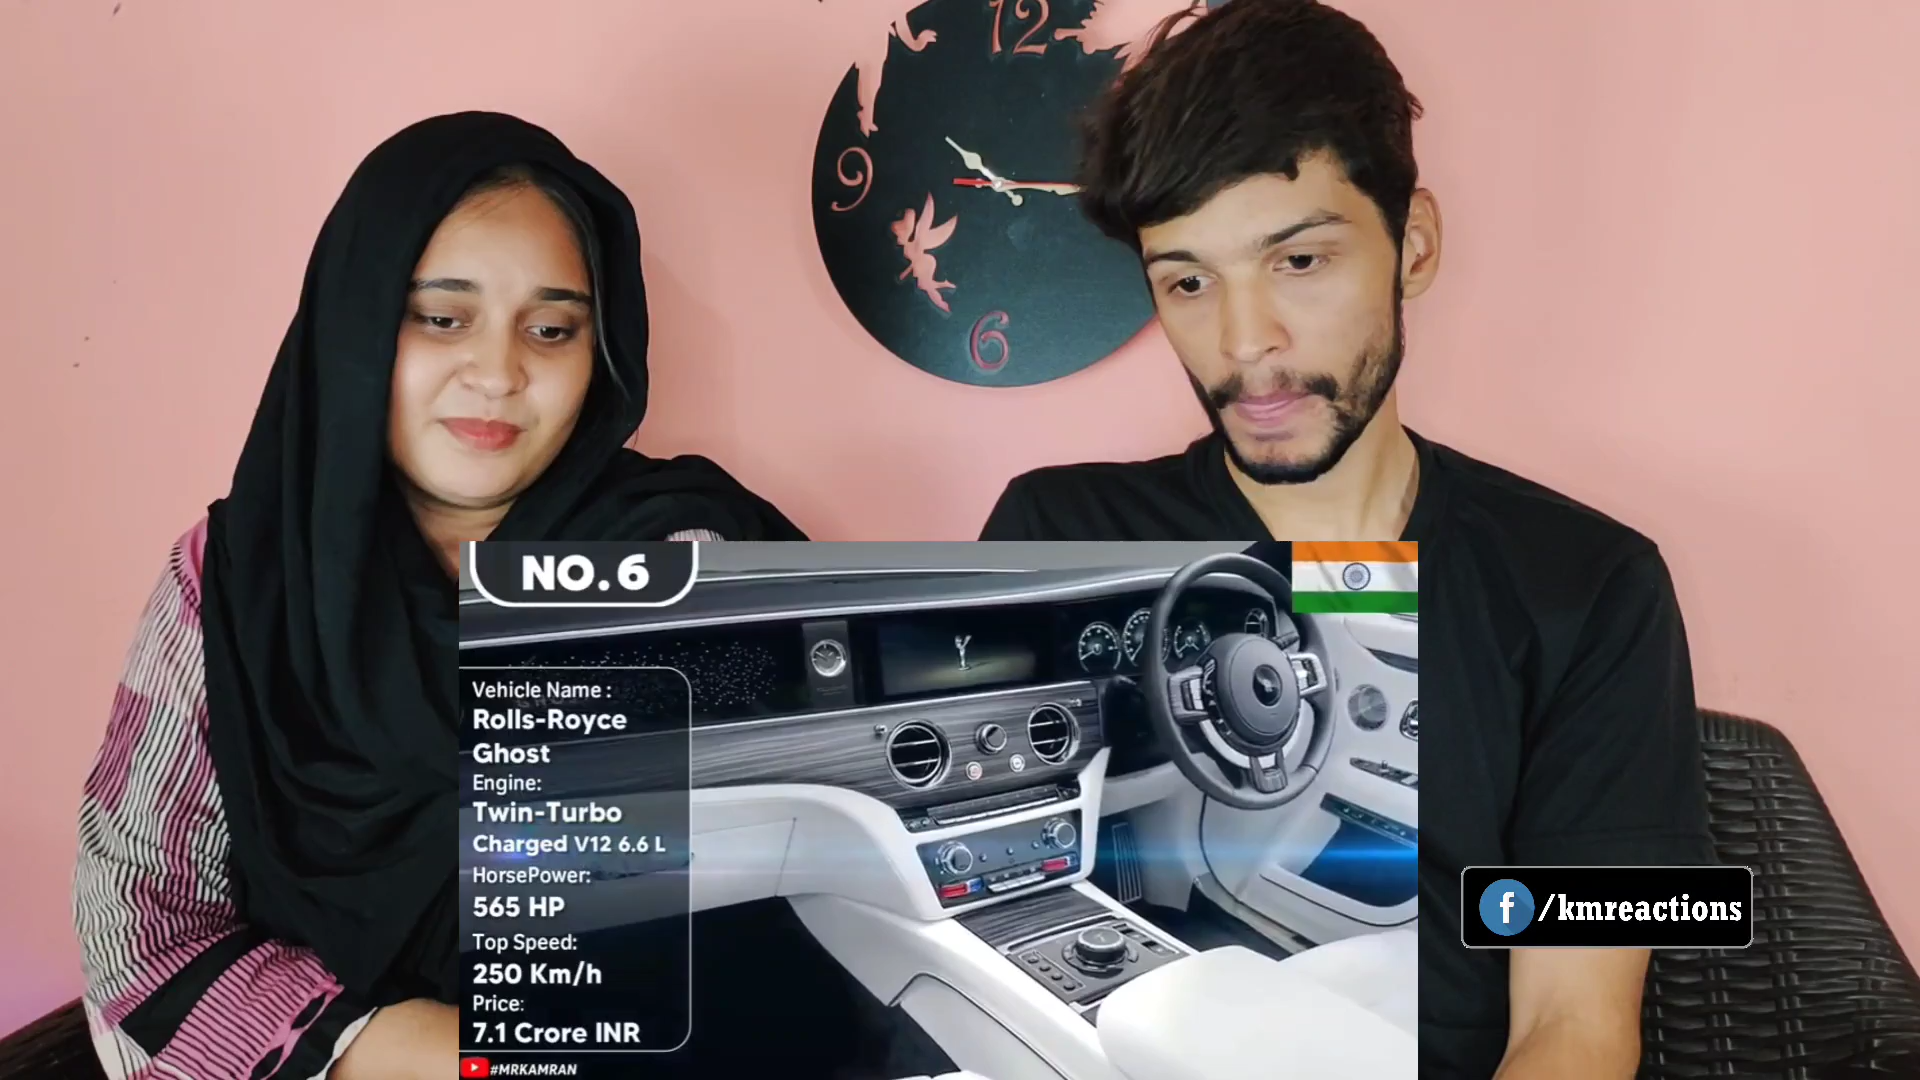 12
9
6
NO.6
Vehicle Name :
Rolls-Royce
Ghost
Engine:
Twin-Turbo
Charged V12 6.6 L
HorsePower:
565 HP
Top Speed:
250 Km/h
Price:
7.1 Crore INR
#MRKAMRAN
f/kmreactions